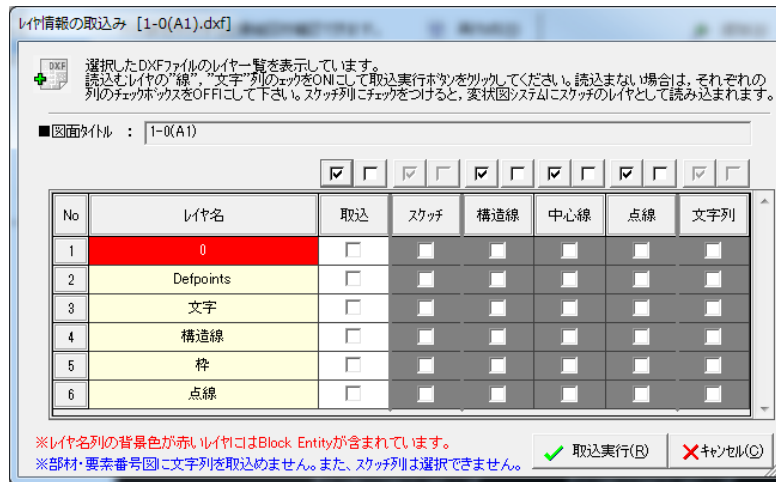 レイヤ情報の取込み [1-0(A1).dxf]
DXF
選択したDXFファイルのレイヤ一覧を表示しています。
読込むレイヤの"線", "文字"列のェックをONにして取込実行ボタンをクリックしてください。読込まない場合は, それぞれの
列のチェックボックスをOFFにして下さい。スケッチ列にチェックをつけると, 変状図システムにスケッチのレイヤとして読み込まれます。
■図面タイトル : 1-0(A1)
No レイヤ名 取込 スケッチ 構造線 中心線 点線 文字列
1 0
2 Defpoints
3 文字
4 構造線
5 枠
6 点線
※レイヤ名列の背景色が赤いレイヤにはBlock Entityが含まれています。
※部材・要素番号図に文字列を取込めません。また、スケッチ列は選択できません。
取込実行(R) キャンセル(C)